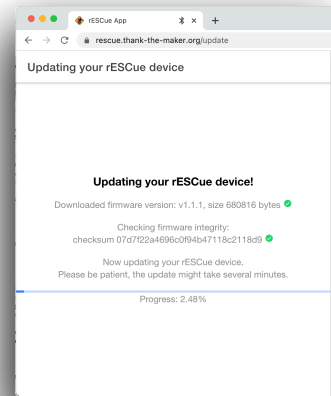 rESCue App
rescue.thank-the-maker.org/update
Updating your rESCue device
Updating your rESCue device!
Downloaded firmware version: v1.1.1, size 680816 bytes
Checking firmware integrity:
checksum 07d7f22a4696c0f94b47118c2118d9
Now updating your rESCue device.
Please be patient, the update might take several minutes.
Progress: 2.48%